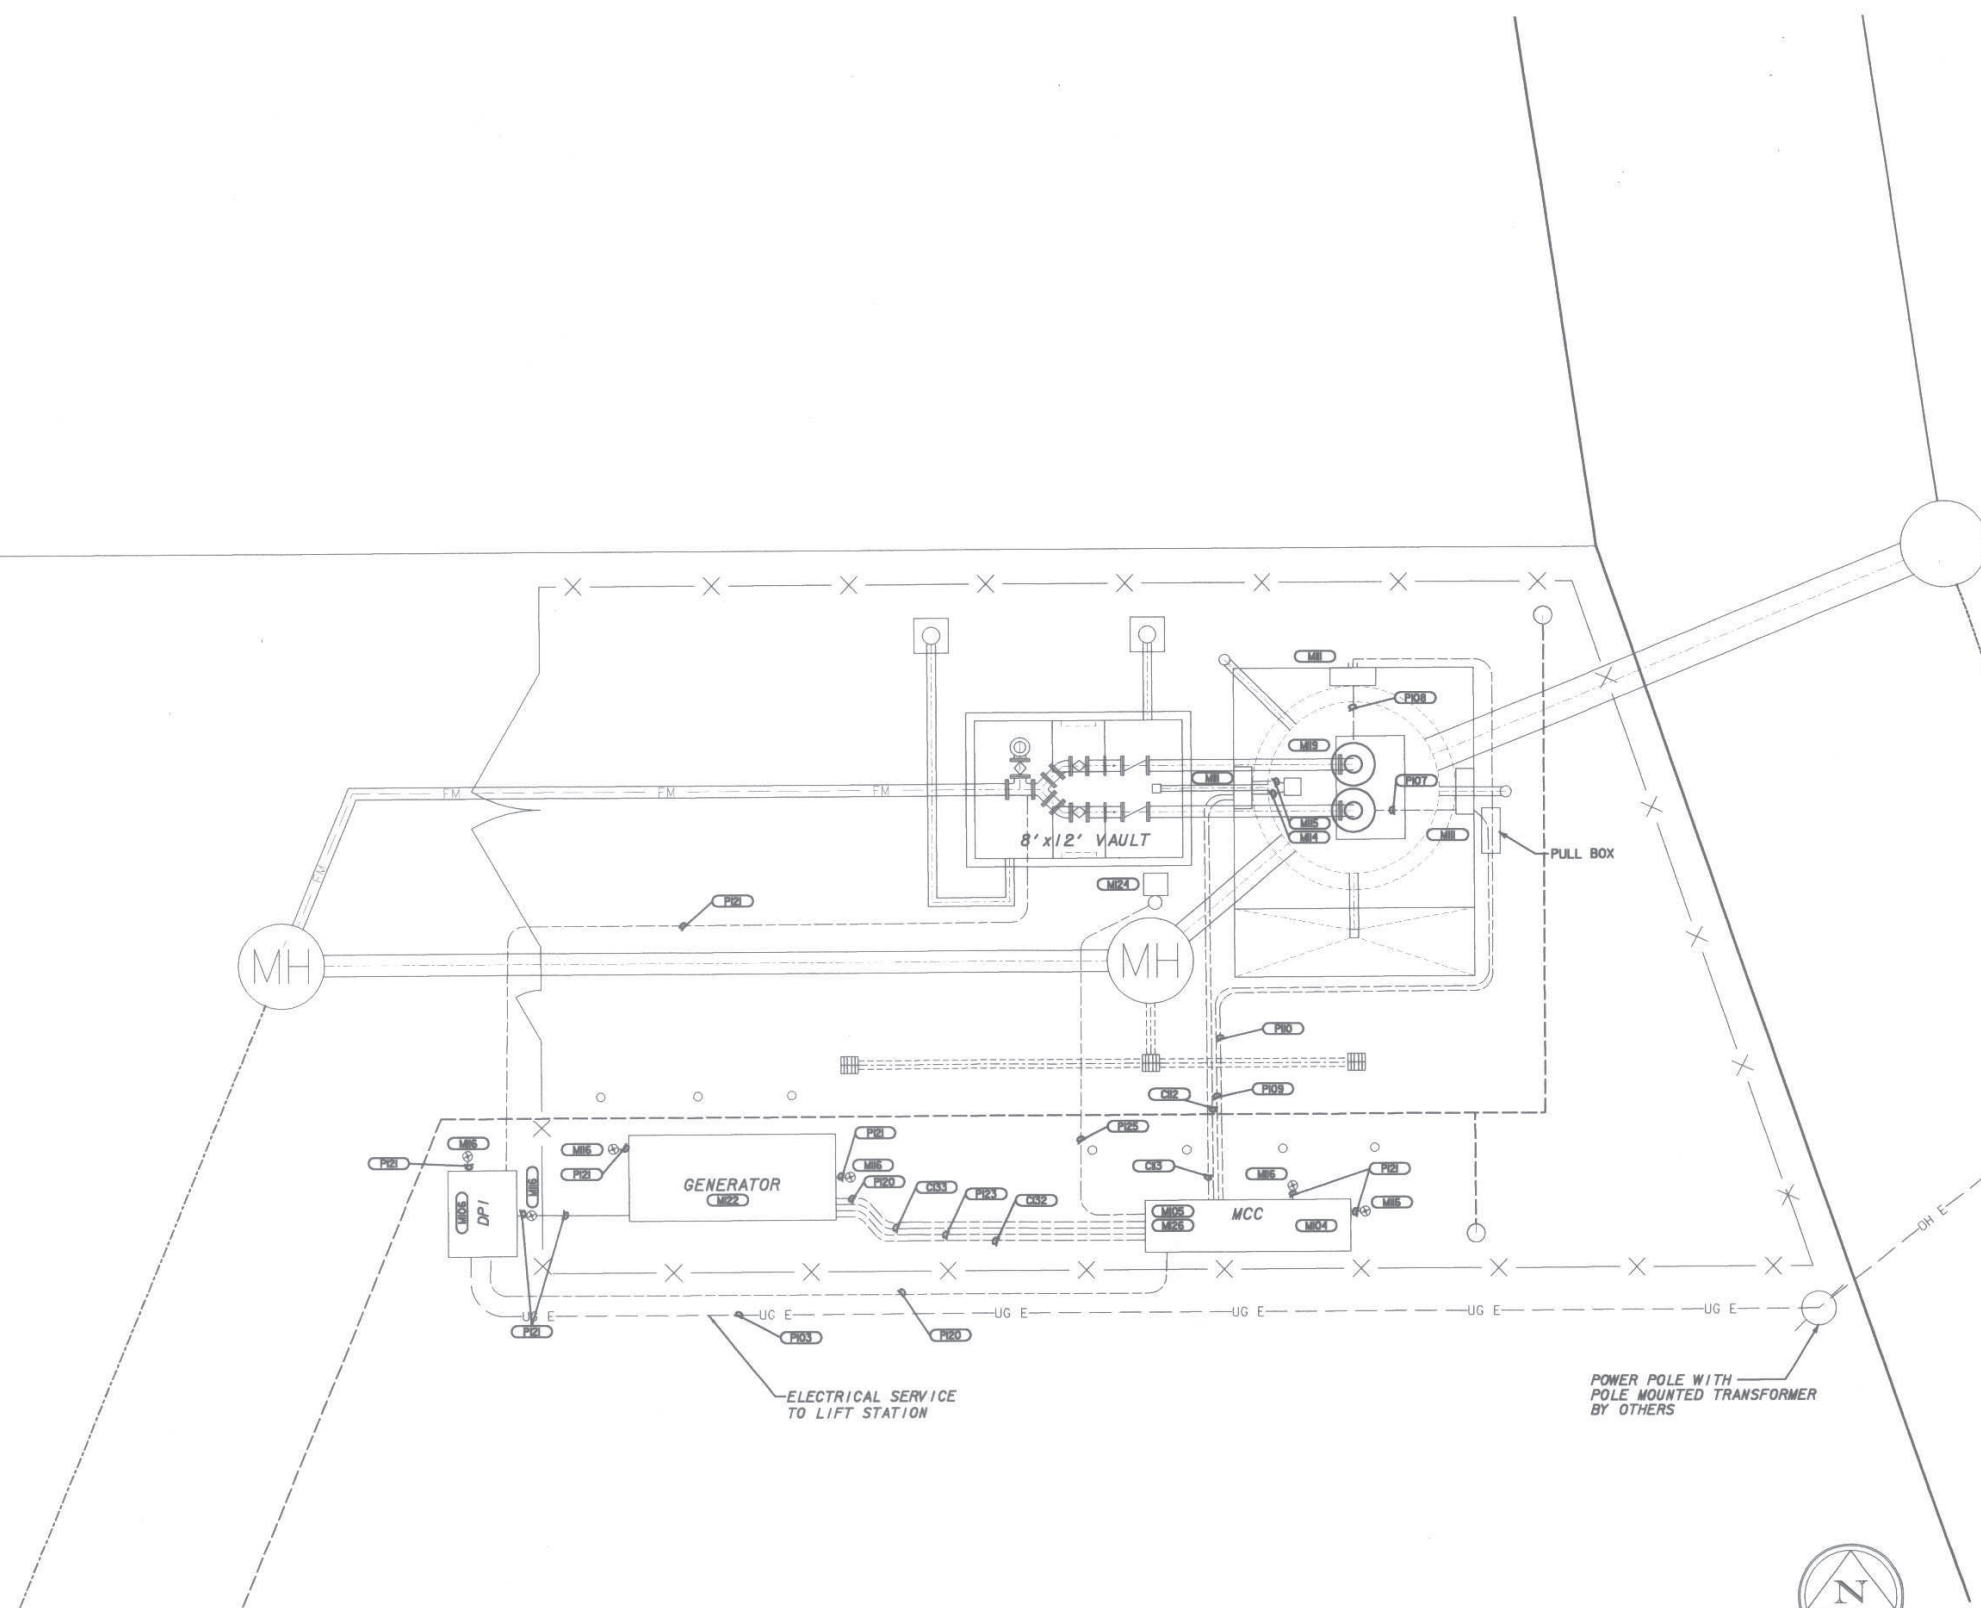 M111
P108
M119
FM FM FM
M111
P107
M115
M114
8'x12' VAULT
M111
PULL BOX
FM
M124
P121
MH
MH
P110
C112
P109
P125
P121
M116
M116
P121
P121
M116
M116
C113
P121
M116
GENERATOR
M122
P120
C133
P123
C132
M106
DP1
M105
M126
MCC
M104
M116
OH E
UG E
UG E
UG E
UG E
UG E
UG E
P121
P103
P120
ELECTRICAL SERVICE
TO LIFT STATION
POWER POLE WITH
POLE MOUNTED TRANSFORMER
BY OTHERS
N